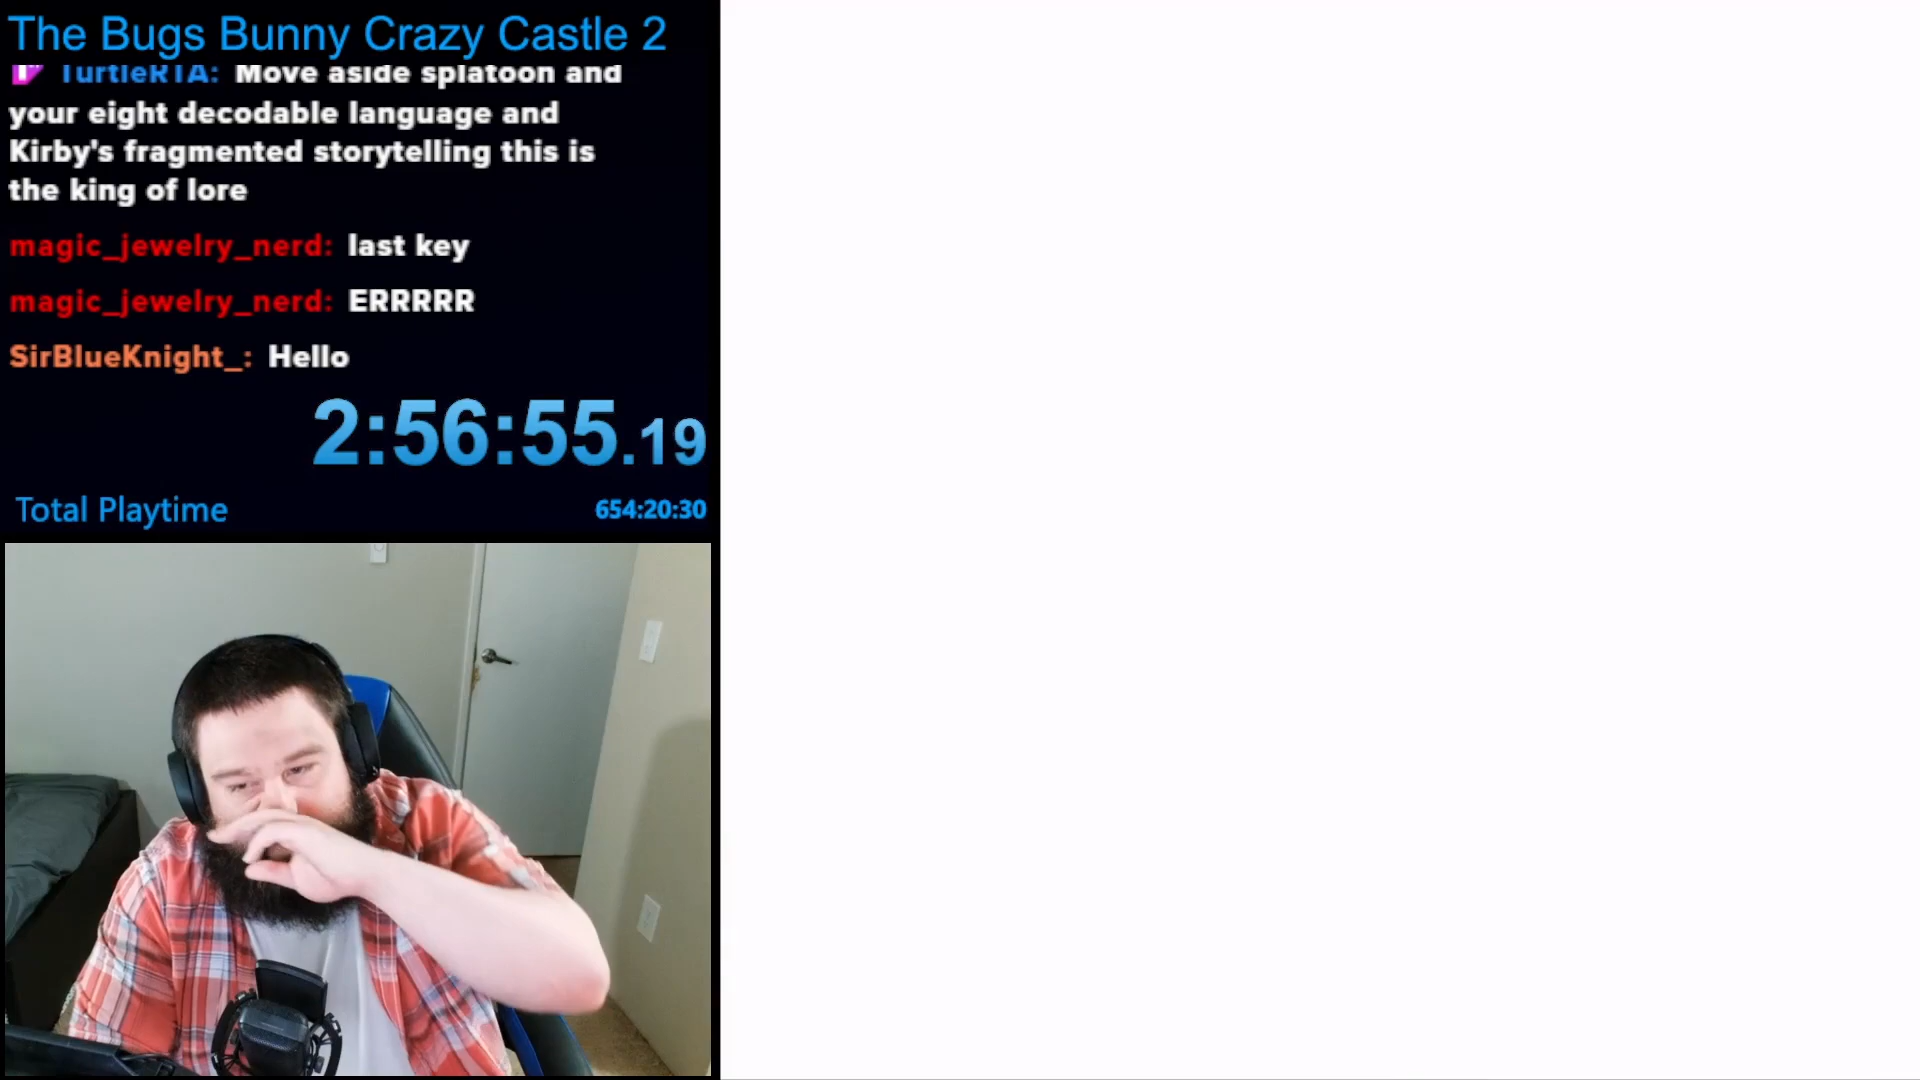 The Bugs Bunny Crazy Castle 2
TurtleRTA: Move aside splatoon and
your eight decodable language and
Kirby's fragmented storytelling this is
the king of lore
magic_jewelry_nerd: last key
magic_jewelry_nerd: ERRRRR
SirBlueKnight_: Hello
2:56:55.19
Total Playtime 654:20:30